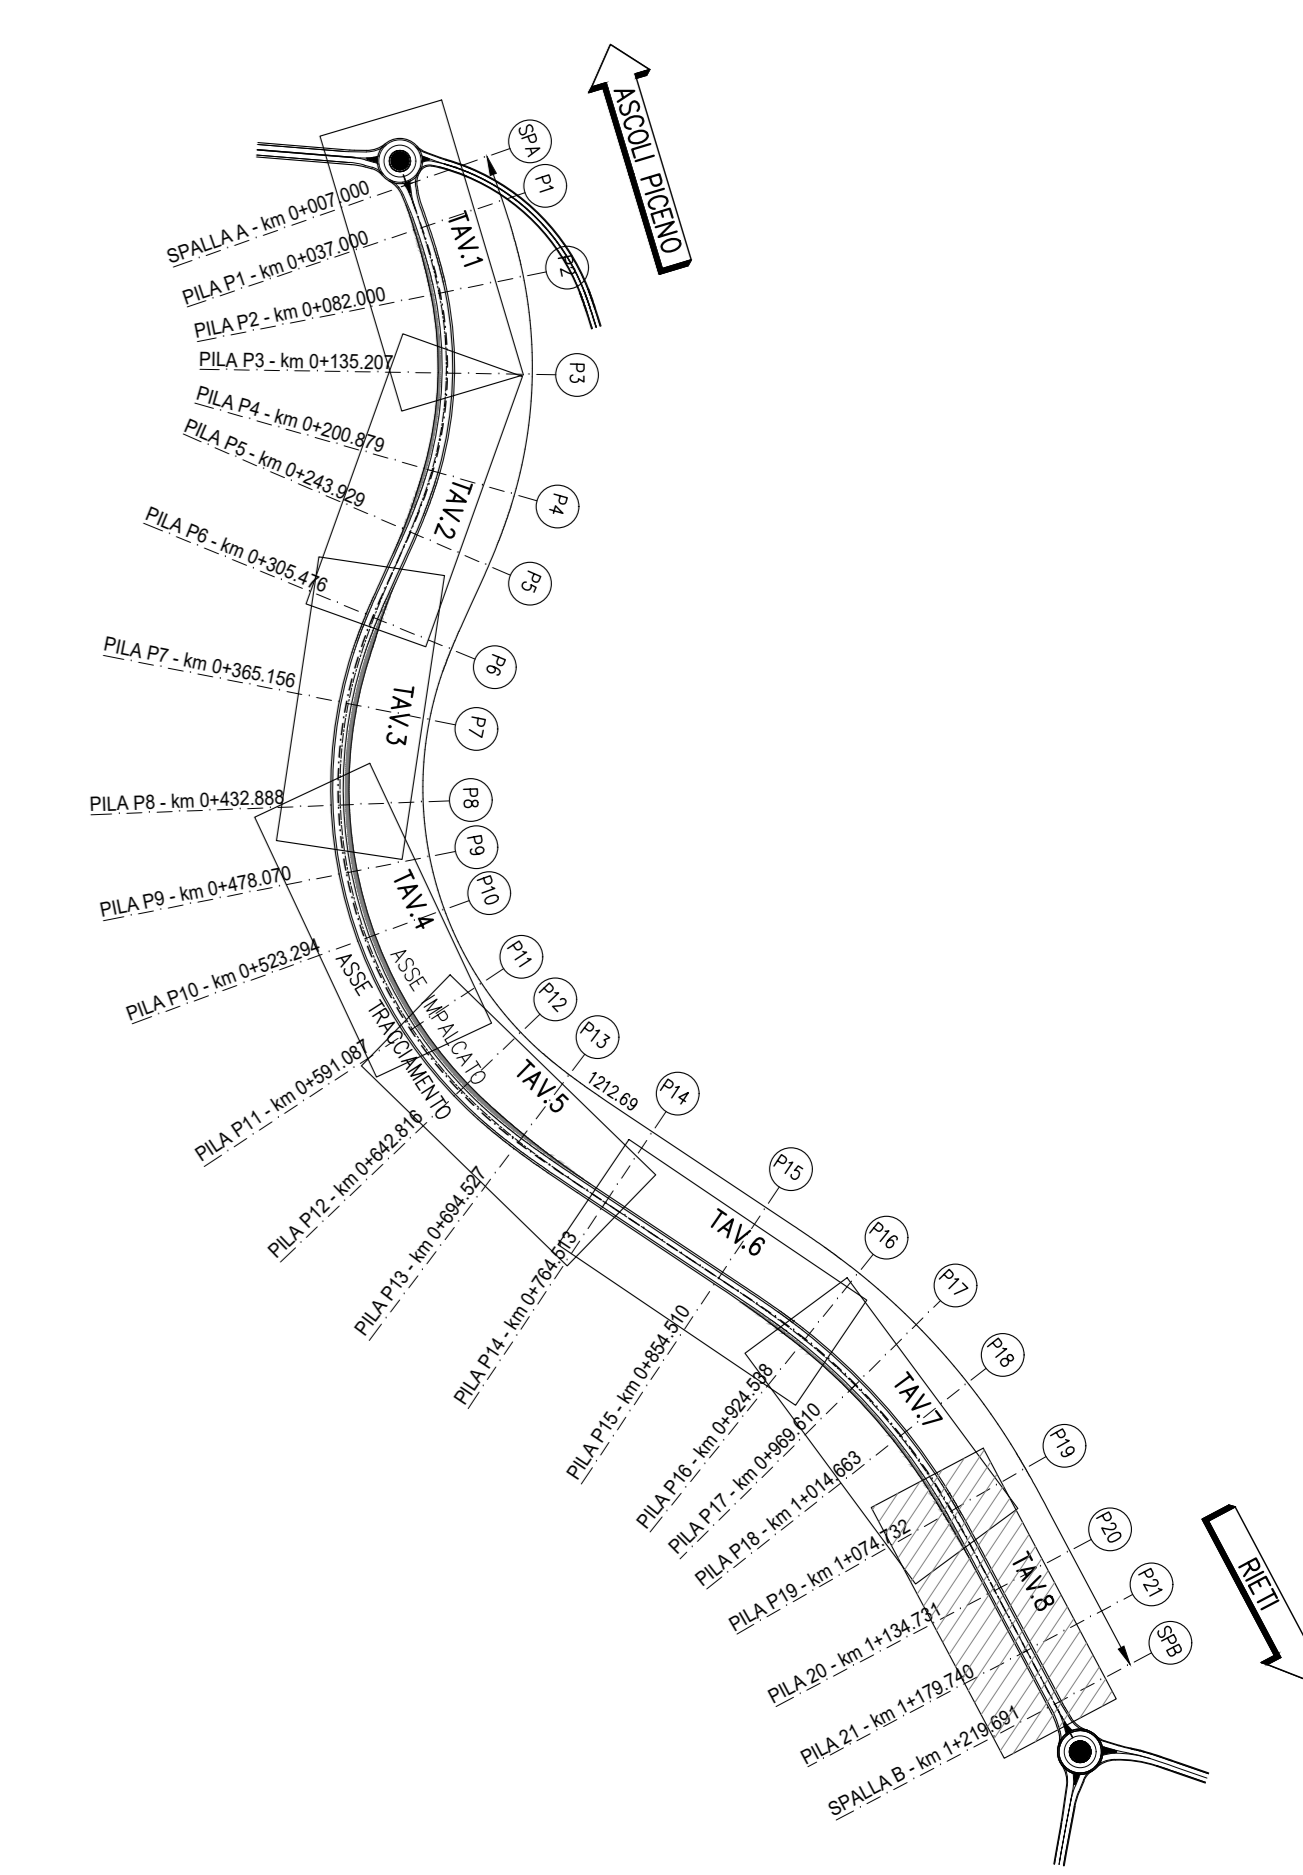 ASCOLI PICENO
SPA
SPALLA A - km 0+007.000
P1
PILA P1 - km 0+037.000
TAV.1
P2
PILA P2 - km 0+082.000
P3
PILA P3 - km 0+135.207
PILA P4 - km 0+200.879
P4
PILA P5 - km 0+243.929
TAV.2
P5
PILA P6 - km 0+305.476
P6
PILA P7 - km 0+365.156
TAV.3
P7
PILA P8 - km 0+432.888
P8
P9
PILA P9 - km 0+478.070
TAV.4
P10
PILA P10 - km 0+523.294
ASSE IMPALCATO
ASSE TRACCIAMENTO
P11
PILA P11 - km 0+591.087
P12
PILA P12 - km 0+642.816
P13
PILA P13 - km 0+694.527
TAV.5
1212.69
P14
PILA P14 - km 0+764.513
P15
PILA P15 - km 0+854.510
TAV.6
P16
PILA P16 - km 0+924.538
P17
PILA P17 - km 0+969.610
P18
PILA P18 - km 1+014.663
TAV.7
P19
PILA P19 - km 1+074.732
P20
PILA 20 - km 1+134.731
TAV.8
P21
PILA 21 - km 1+179.740
SPB
SPALLA B - km 1+219.691
RIETI